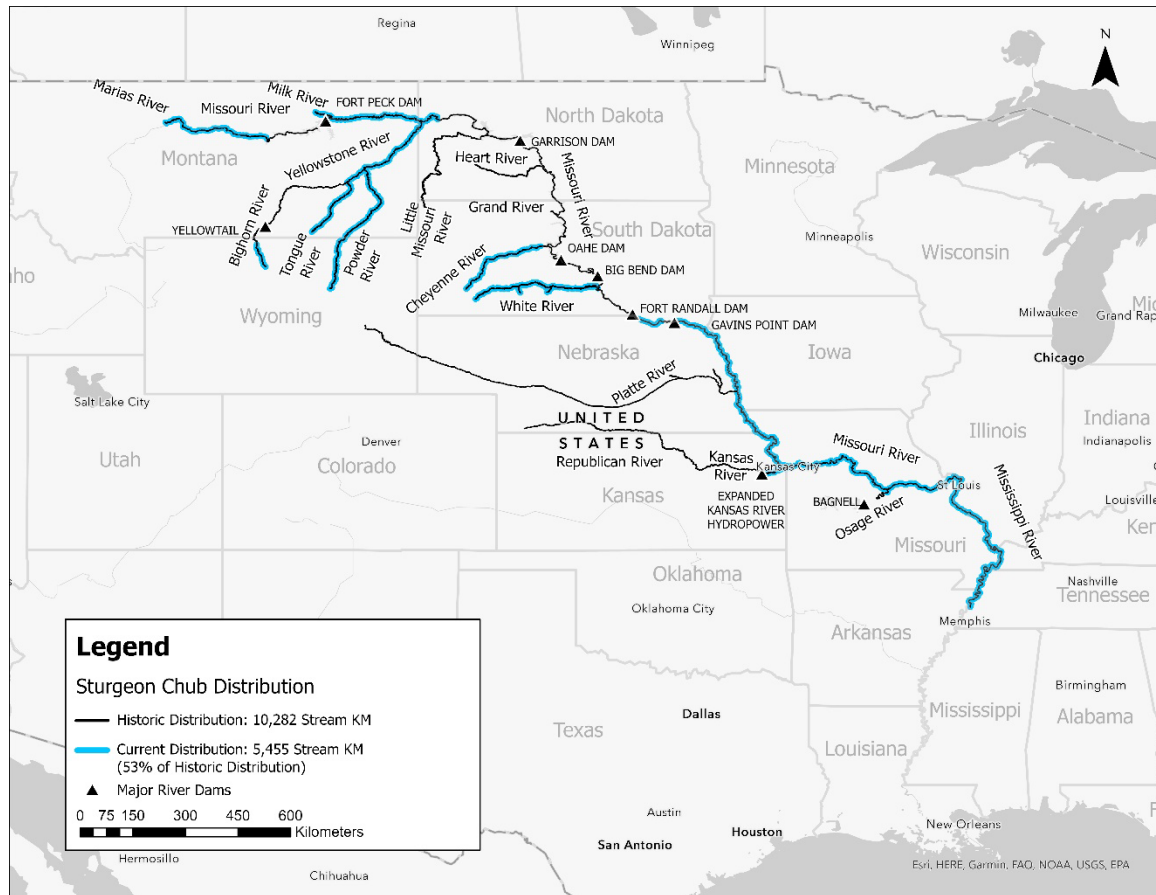 Regina
Winnipeg
N
Marias River
Missouri River
Milk River
FORT PECK DAM
North Dakota
Montana
Yellowstone River
GARRISON DAM
Heart River
Missouri River
Minnesota
Bighorn River
YELLOWTAIL
Tongue
River
Powder
River
Little
Missouri
River
Grand River
South Dakota
OAHE DAM
Minneapolis
Wisconsin
Cheyenne River
BIG BEND DAM
White River
Wyoming
FORT RANDALL DAM
GAVINS POINT DAM
Milwaukee
Grand Rap
Mic
aho
Nebraska
Iowa
Chicago
Platte River
Salt Lake City
UNITED
STATES
Republican River
Denver
Utah
Colorado
Illinois
Indiana
Indianapolis
Missouri River
Kansas
River
Kansas City
St Louis
Mississippi River
Kansas
EXPANDED
KANSAS RIVER
HYDROPOWER
BAGNELL
Osage River
Missouri
Louisville
Ken
Oklahoma
Oklahoma City
Nashville
Tennessee
Memphis
Arkansas
Birmingham
Mississippi
Alabama
Texas
Dallas
Louisiana
Austin
Houston
San Antonio
New Orleans
Hermosillo
Chihuahua
Legend
Sturgeon Chub Distribution
Historic Distribution: 10,282 Stream KM
Current Distribution: 5,455 Stream KM
(53% of Historic Distribution)
Major River Dams
0 75 150 300 450 600
Kilometers
Esri, HERE, Garmin, FAO, NOAA, USGS, EPA